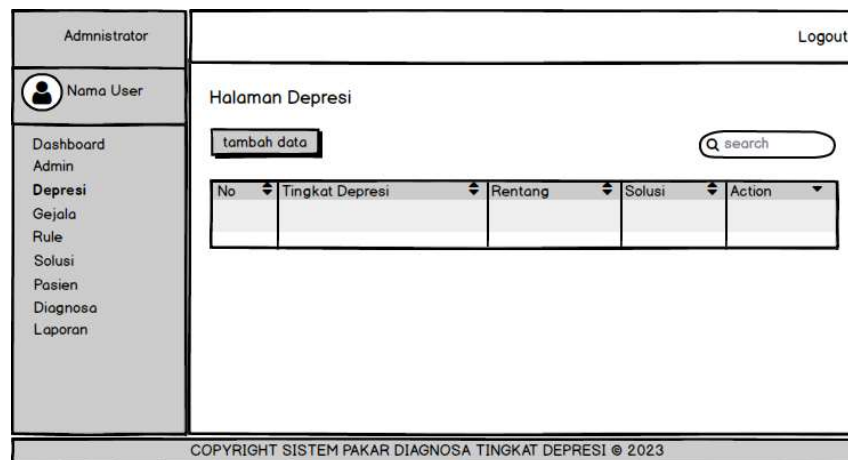 Admnistrator
Logout
Nama User
Halaman Depresi
tambah data
search
Dashboard
Admin
Depresi
Gejala
Rule
Solusi
Pasien
Diagnosa
Laporan
No Tingkat Depresi Rentang Solusi Action
COPYRIGHT SISTEM PAKAR DIAGNOSA TINGKAT DEPRESI © 2023